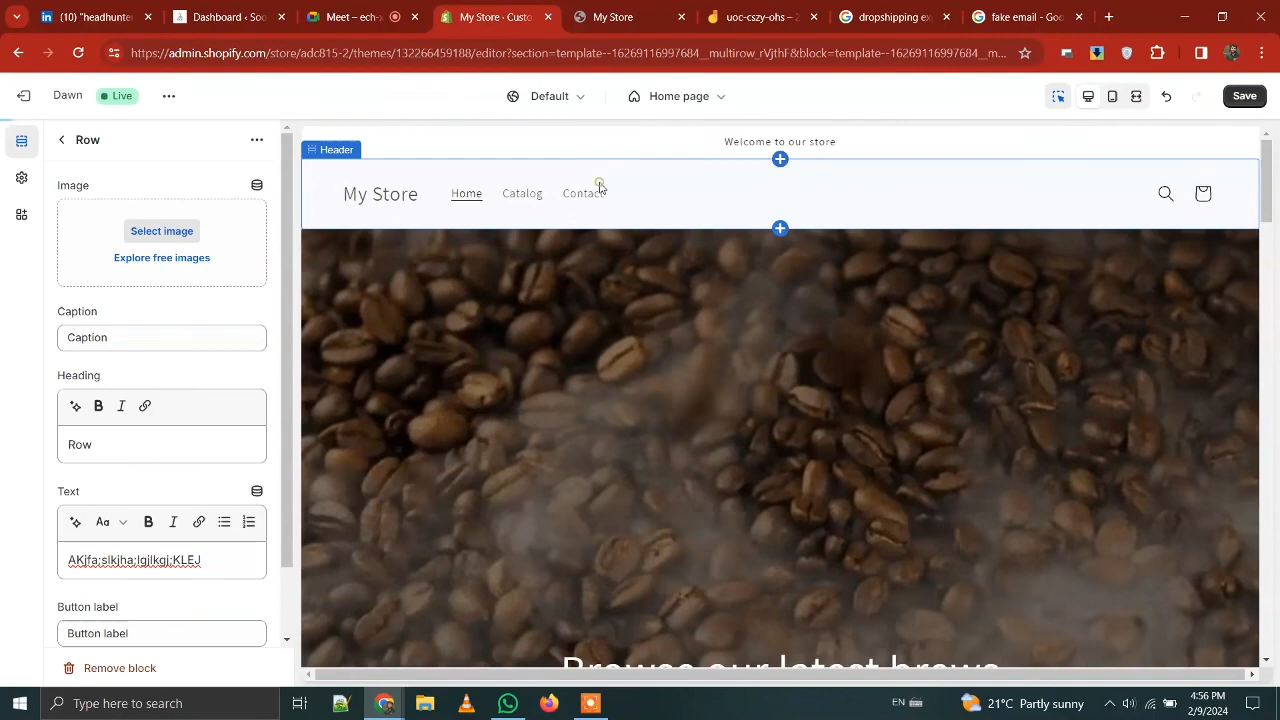 (10) "headhunte
Dashboard ‹ Soo
Meet – ech-x
My Store · Custo
My Store
uoc-cszy-ohs – 2
dropshipping exp
fake email - Goo
https://admin.shopify.com/store/adc815-2/themes/132266459188/editor?section=template--16269116997684__multirow_rVjthF&block=template--16269116997684__m...
Dawn
Live
Default
Home page
Save
Row
Image
Select image
Explore free images
Caption
Caption
Heading
B I
Row
Text
Aa
B I
AKjfa;slkjha;lgjlkgj;KLEJ
Button label
Button label
Remove block
Welcome to our store
Header
My Store
Home
Catalog
Contact
Browse our latest brews
Type here to search
EN
21°C Partly sunny
4:56 PM
2/9/2024